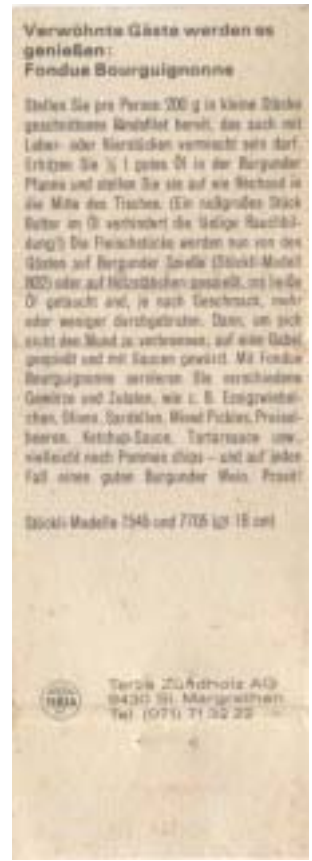 Verwöhnte Gäste werden es
genießen:
Fondue Bourguignonne
Stellen Sie pro Person 200 g in kleine Stücke
geschnittenes Rindsfilet bereit, das auch mit
Leber- oder Nierstücken vermischt sein darf.
Erhitzen Sie ½ l gutes Öl in der Burgunder
Pfanne und stellen Sie sie auf ein Rechaud in
die Mitte des Tisches. (Ein nußgroßes Stück
Butter im Öl verhindert die lästige Rauchbil-
dung!) Die Fleischstücke werden nun von den
Gästen auf Burgunder Spieße (Stöckli-Modell
802) oder auf Holzstäbchen gespießt, ins heiße
Öl getaucht und, je nach Geschmack, mehr
oder weniger durchgebraten. Dann, um sich
nicht den Mund zu verbrennen, auf eine Gabel
gespießt und mit Saucen gewürzt. Mit Fondue
Bourguignonne servieren Sie verschiedene
Gewürze und Zutaten, wie z. B. Essigzwiebel-
chen, Oliven, Sardellen, Mixed Pickles, Preisel-
beeren, Ketchup-Sauce, Tartarsauce usw.,
vielleicht noch Pommes chips – und auf jeden
Fall einen guten Burgunder Wein. Prosit!
Stöckli-Modelle 7545 und 7705 (gr 18 cm)
Zündholz AG
9430 St. Margrethen
Tel. (071) 71 32 22